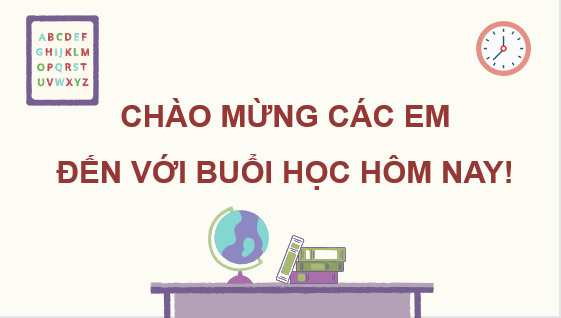 ABCDEF
GHIJKLM
OPQRST
UVWXYZ
CHÀO MỪNG CÁC EM
ĐẾN VỚI BUỔI HỌC HÔM NAY!